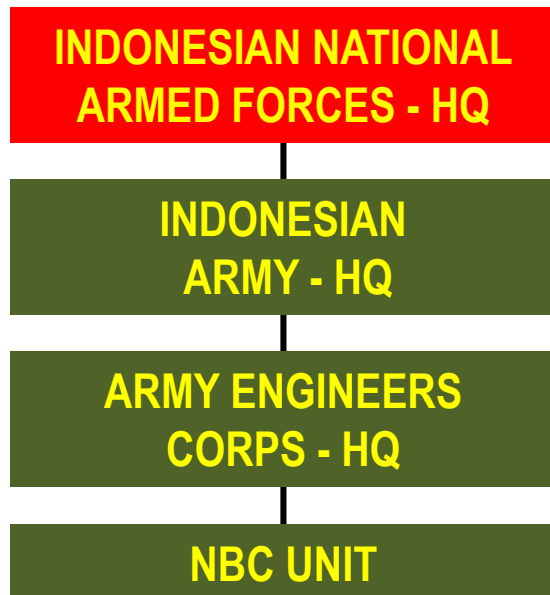 INDONESIAN NATIONAL
ARMED FORCES - HQ
INDONESIAN
ARMY - HQ
ARMY ENGINEERS
CORPS - HQ
NBC UNIT